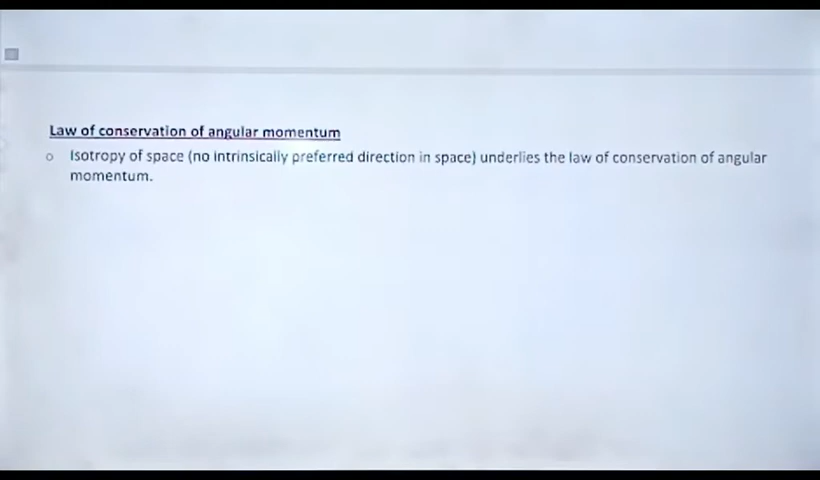 Law of conservation of angular momentum
o Isotropy of space (no intrinsically preferred direction in space) underlies the law of conservation of angular
momentum.